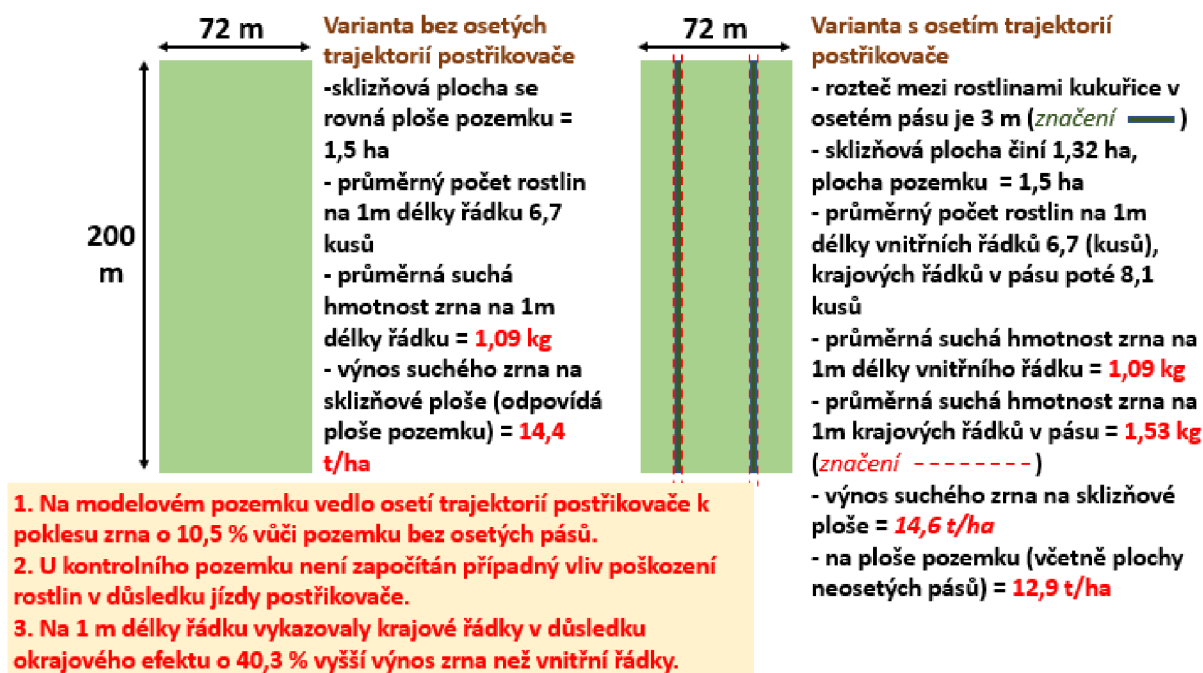 72 m
200
m
Varianta bez osetých
trajektorií postřikovače
-sklizňová plocha se
rovná ploše pozemku =
1,5 ha
- průměrný počet rostlin
na 1m délky řádku 6,7
kusů
- průměrná suchá
hmotnost zrna na 1m
délky řádku = 1,09 kg
- výnos suchého zrna na
sklizňové ploše (odpovídá
ploše pozemku) = 14,4
t/ha
72 m
Varianta s osetím trajektorií
postřikovače
- rozteč mezi rostlinami kukuřice v
osetém pásu je 3 m (značení )
- sklizňová plocha činí 1,32 ha,
plocha pozemku = 1,5 ha
- průměrný počet rostlin na 1m
délky vnitřních řádků 6,7 (kusů),
krajových řádků v pásu poté 8,1
kusů
- průměrná suchá hmotnost zrna na
1m délky vnitřního řádku = 1,09 kg
- průměrná suchá hmotnost zrna na
1m krajových řádků v pásu = 1,53 kg
(značení --------)
- výnos suchého zrna na sklizňové
ploše = 14,6 t/ha
- na ploše pozemku (včetně plochy
neosetých pásů) = 12,9 t/ha
1. Na modelovém pozemku vedlo osetí trajektorií postřikovače k
poklesu zrna o 10,5 % vůči pozemku bez osetých pásů.
2. U kontrolního pozemku není započítán případný vliv poškození
rostlin v důsledku jízdy postřikovače.
3. Na 1 m délky řádku vykazovaly krajové řádky v důsledku
okrajového efektu o 40,3 % vyšší výnos zrna než vnitřní řádky.